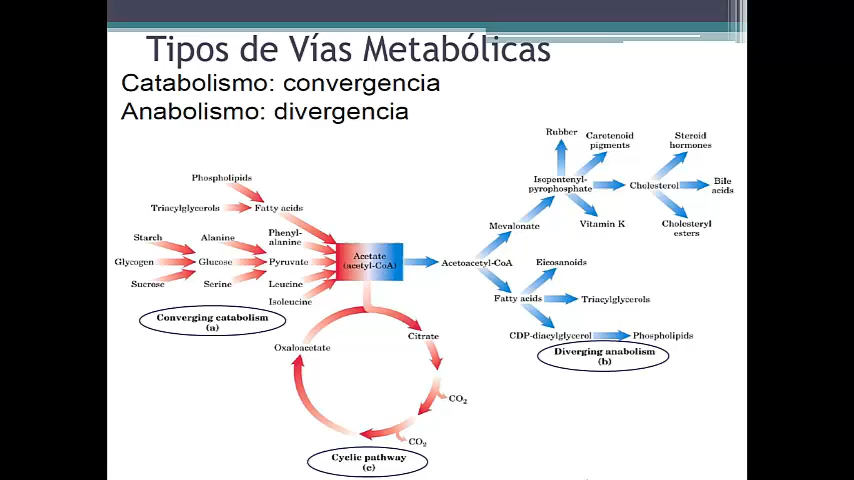 Tipos de Vías Metabólicas
Catabolismo: convergencia
Anabolismo: divergencia
Phospholipids
Triacylglycerols
Fatty acids
Starch
Alanine
Phenyl-
alanine
Glycogen
Glucose
Pyruvate
Sucrose
Serine
Leucine
Isoleucine
Acetate
(acetyl-CoA)
Converging catabolism
(a)
Oxaloacetate
Citrate
CO2
CO2
Cyclic pathway
(c)
Acetoacetyl-CoA
Mevalonate
Isopentenyl-
pyrophosphate
Rubber
Carotenoid
pigments
Vitamin K
Cholesterol
Steroid
hormones
Bile
acids
Cholesteryl
esters
Eicosanoids
Fatty acids
Triacylglycerols
CDP-diacylglycerol
Phospholipids
Diverging anabolism
(b)